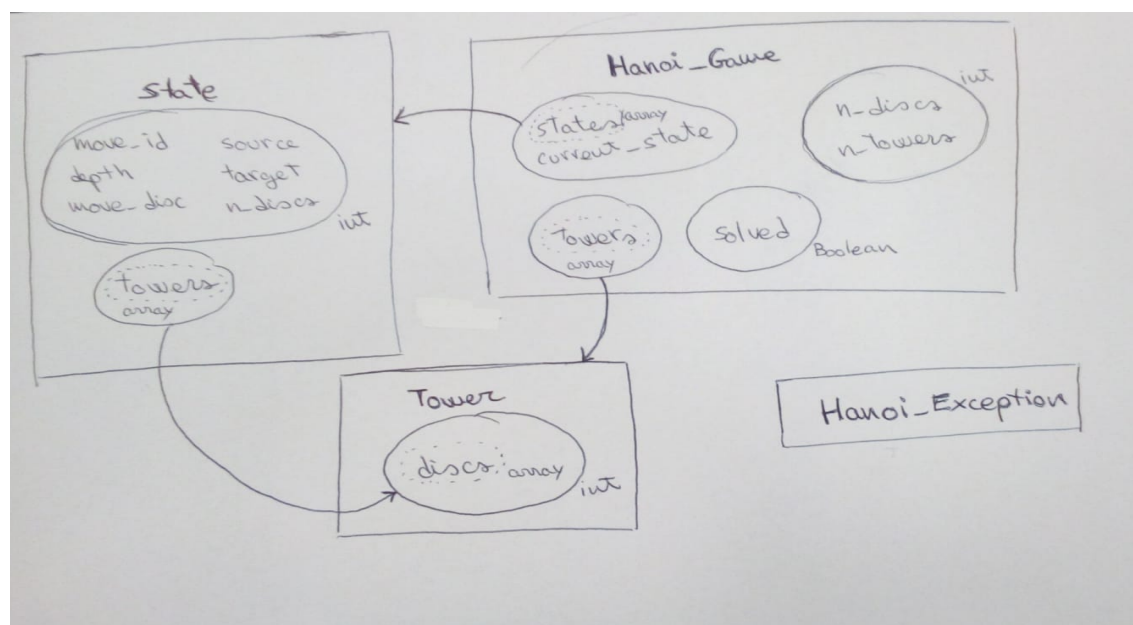 State
move_id source
depth target
move_disc n_discs
int
towers
array
Hanoi_Game
states array
current_state
n_discs
n_towers
int
Towers
array
solved
Boolean
Tower
discs array
int
Hanoi_Exception